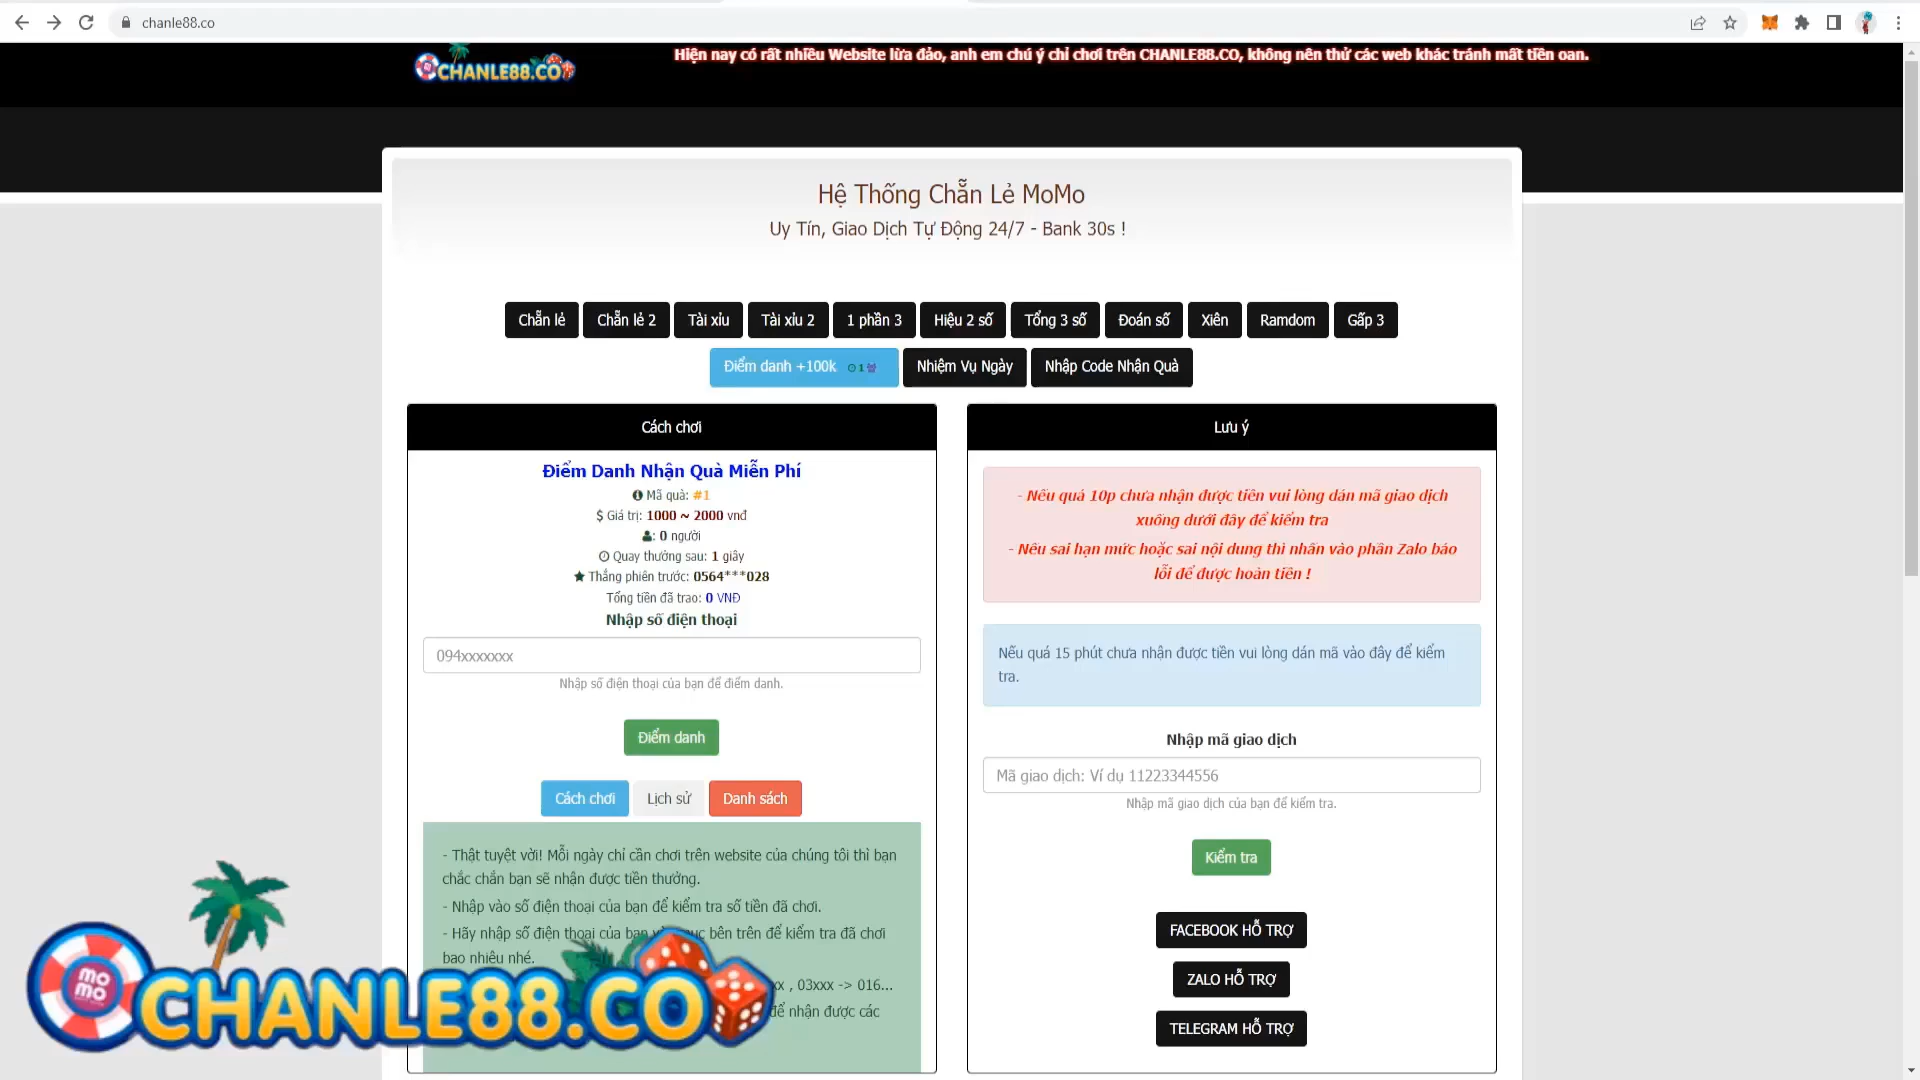 chanle88.co
CHANLE88.CO
Hiện nay có rất nhiều Website lừa đảo, anh em chú ý chỉ chơi trên CHANLE88.CO, không nên thử các web khác tránh mất tiền oan.
Hệ Thống Chẵn Lẻ MoMo
Uy Tín, Giao Dịch Tự Động 24/7 - Bank 30s !
Chẵn lẻ Chẵn lẻ 2 Tài xỉu Tài xỉu 2 1 phần 3 Hiệu 2 số Tổng 3 số Đoán số Xiên Ramdom Gấp 3
Điểm danh +100k 1 Nhiệm Vụ Ngày Nhập Code Nhận Quà
Cách chơi
Điểm Danh Nhận Quà Miễn Phí
Mã quà: #1
$ Giá trị: 1000 ~ 2000 vnđ
: 0 người
Quay thưởng sau: 1 giây
Thắng phiên trước: 0564***028
Tổng tiền đã trao: 0 VNĐ
Nhập số điện thoại
094xxxxxxx
Nhập số điện thoại của bạn để điểm danh.
Điểm danh
Cách chơi Lịch sử Danh sách
- Thật tuyệt vời! Mỗi ngày chỉ cần chơi trên website của chúng tôi thì bạn
chắc chắn bạn sẽ nhận được tiền thưởng.
- Nhập vào số điện thoại của bạn để kiểm tra số tiền đã chơi.
- Hãy nhập số điện thoại của bạn bên trên để kiểm tra đã chơi
bao nhiêu nhé.
, 03xxx -> 016...
để nhận được các
Lưu ý
- Nếu quá 10p chưa nhận được tiền vui lòng dán mã giao dịch
xuống dưới đây để kiểm tra
- Nếu sai hạn mức hoặc sai nội dung thì nhấn vào phần Zalo báo
lỗi để được hoàn tiền !
Nếu quá 15 phút chưa nhận được tiền vui lòng dán mã vào đây để kiểm
tra.
Nhập mã giao dịch
Mã giao dịch: Ví dụ 11223344556
Nhập mã giao dịch của bạn để kiểm tra.
Kiểm tra
FACEBOOK HỖ TRỢ
ZALO HỖ TRỢ
TELEGRAM HỖ TRỢ
mo
mo
CHANLE88.CO